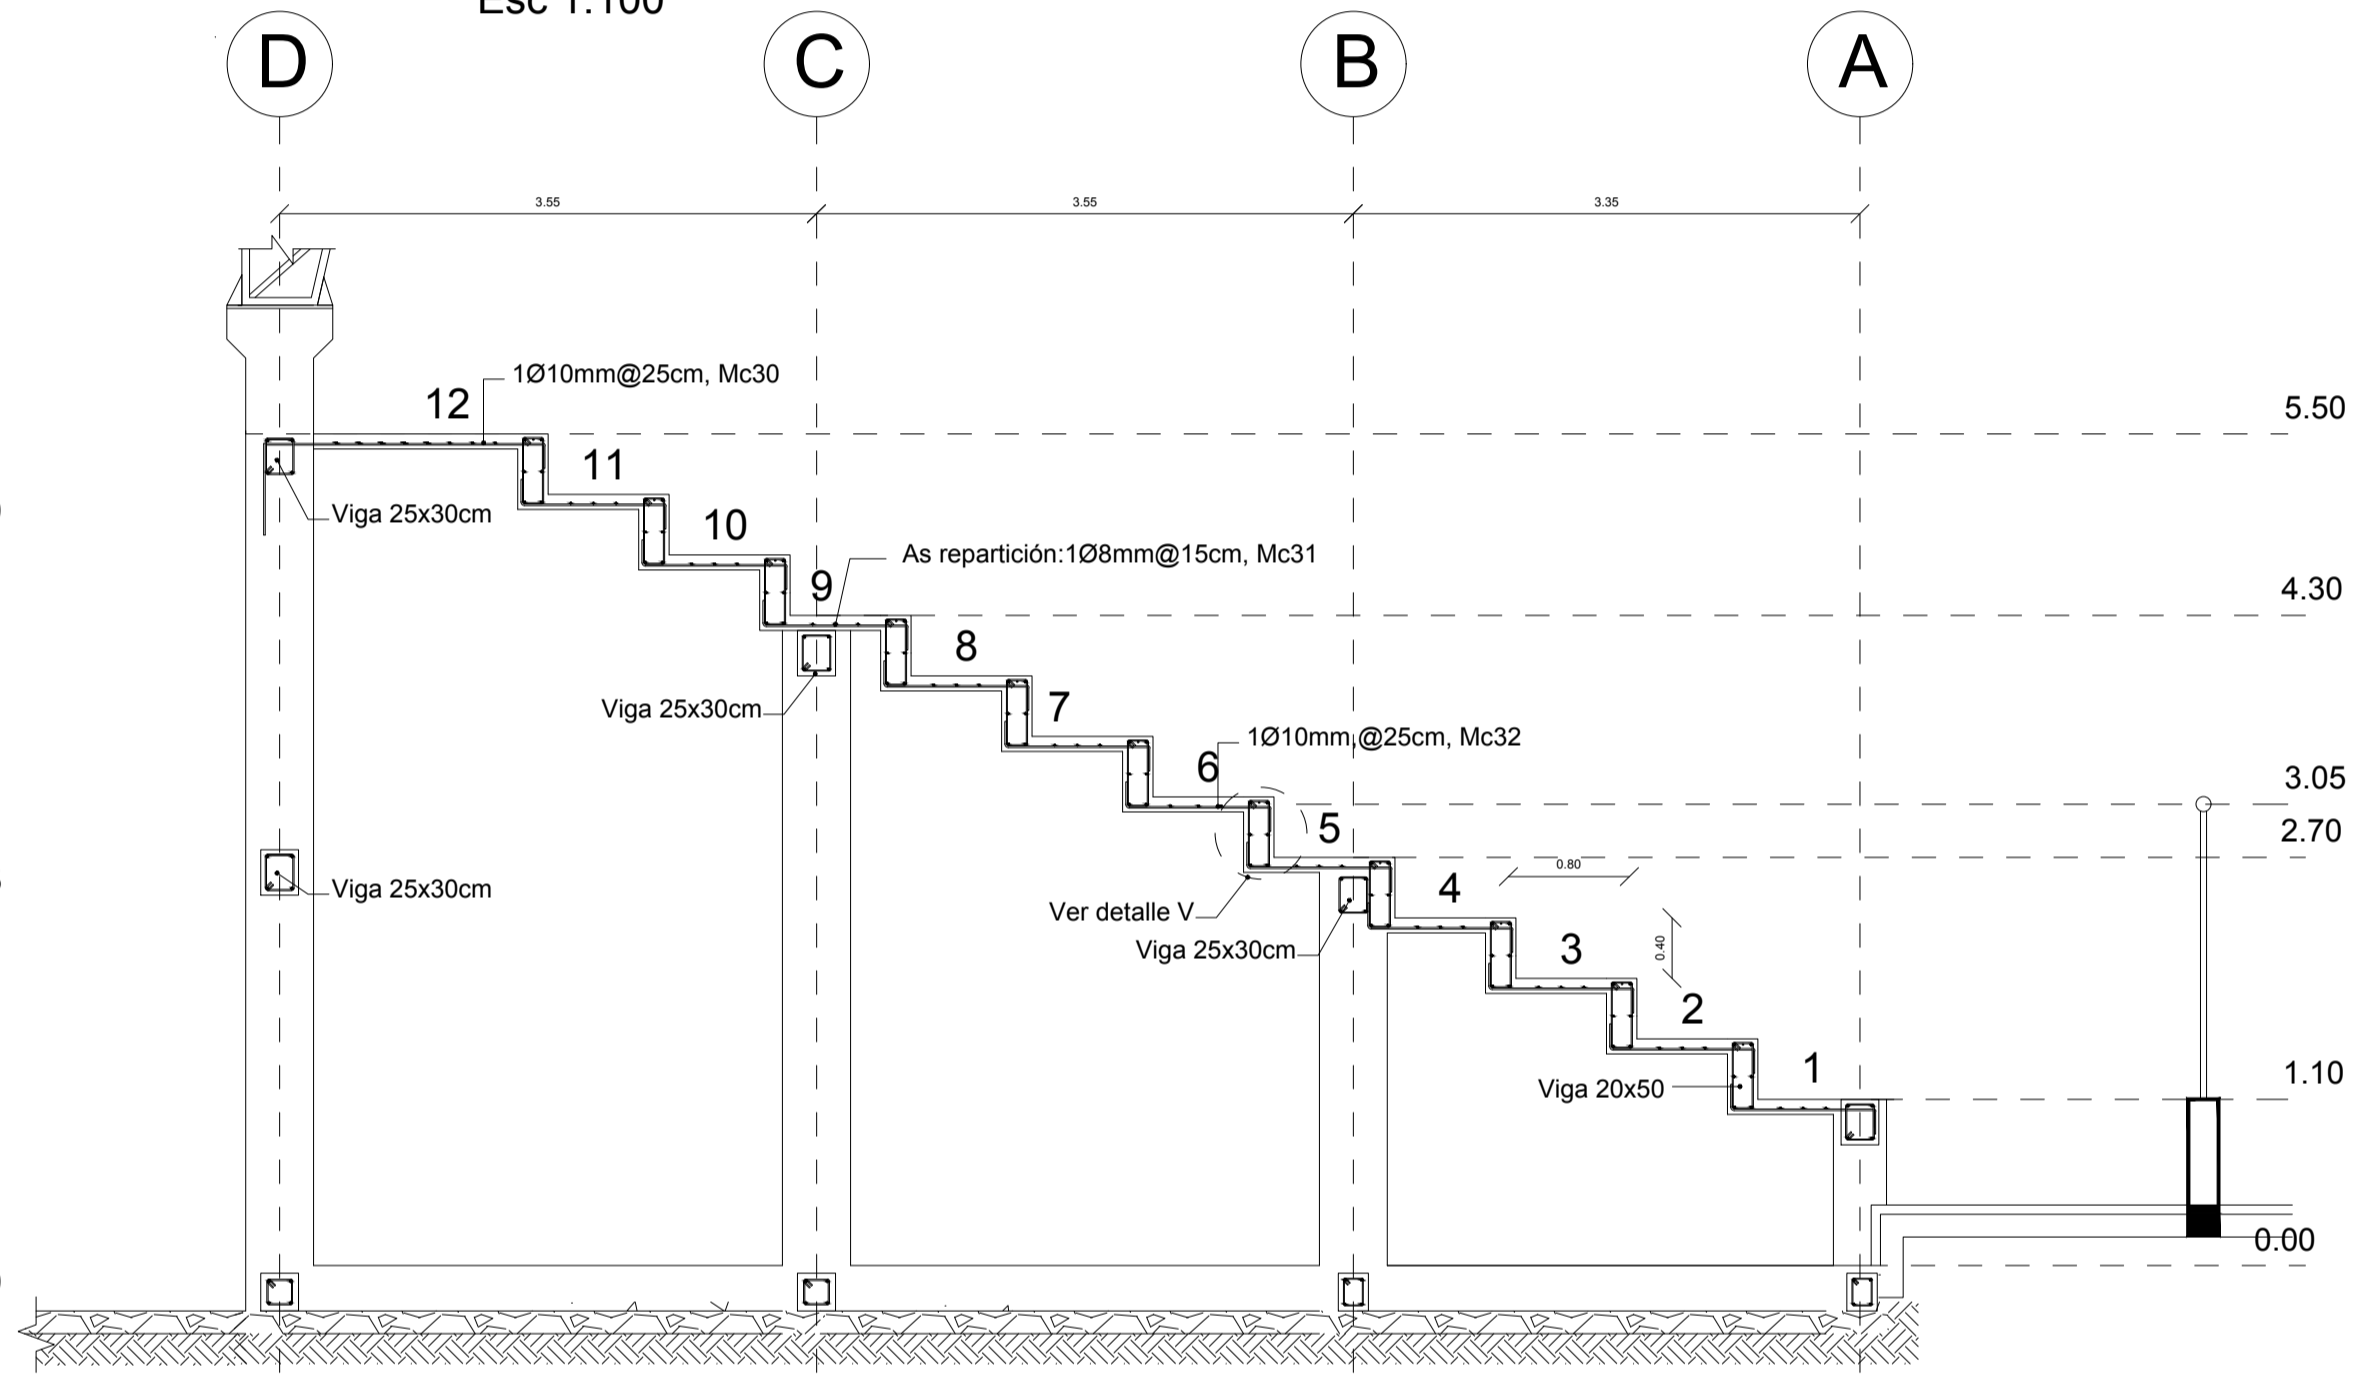 Esc 1:100
D
C
B
A
3.55
3.55
3.35
1Ø10mm@25cm, Mc30
12
5.50
11
Viga 25x30cm
10
As repartición:1Ø8mm@15cm, Mc31
9
4.30
8
Viga 25x30cm
7
1Ø10mm,@25cm, Mc32
6
3.05
5
2.70
0.80
Viga 25x30cm
4
Ver detalle V
Viga 25x30cm
3
0.40
2
1
1.10
Viga 20x50
0.00